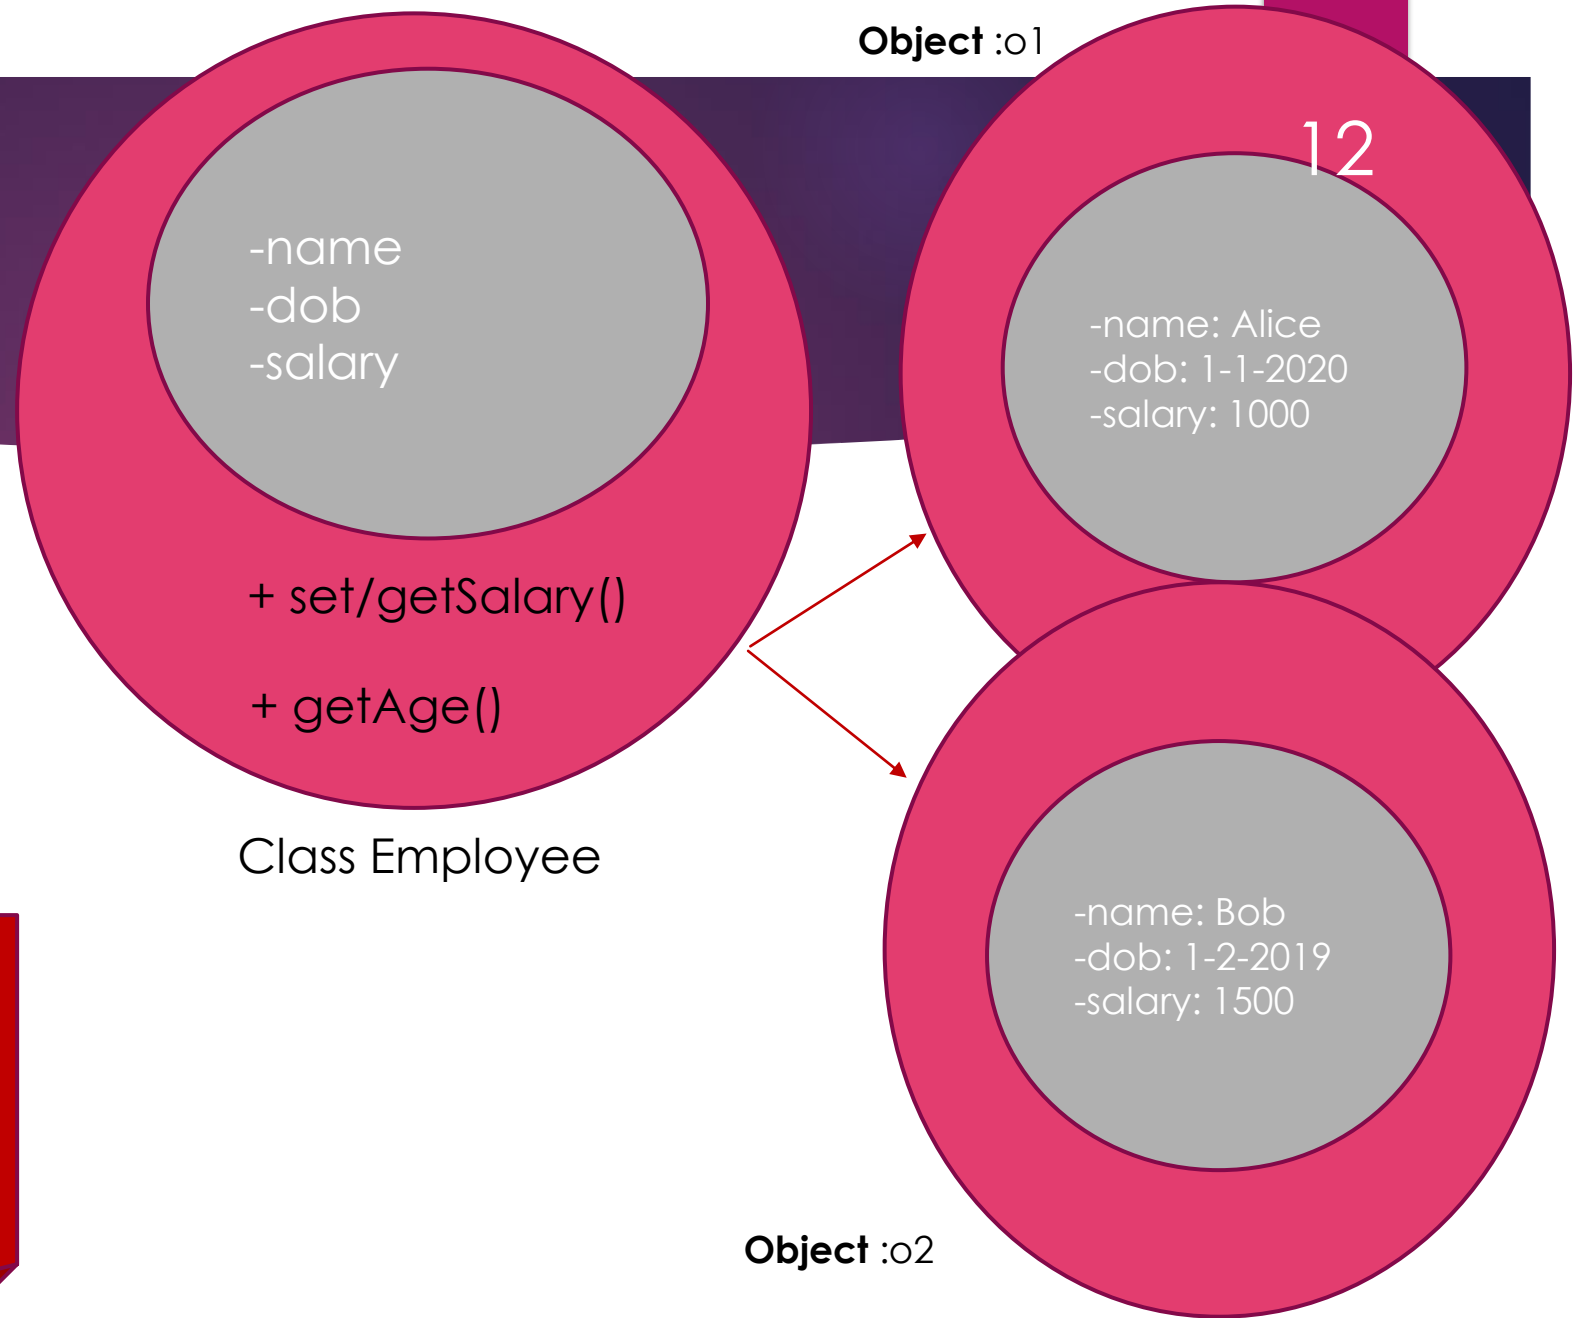 Object :o1
12
-name
-dob
-salary
+ set/getSalary()
+ getAge()
Class Employee
-name: Alice
-dob: 1-1-2020
-salary: 1000
-name: Bob
-dob: 1-2-2019
-salary: 1500
Object :o2